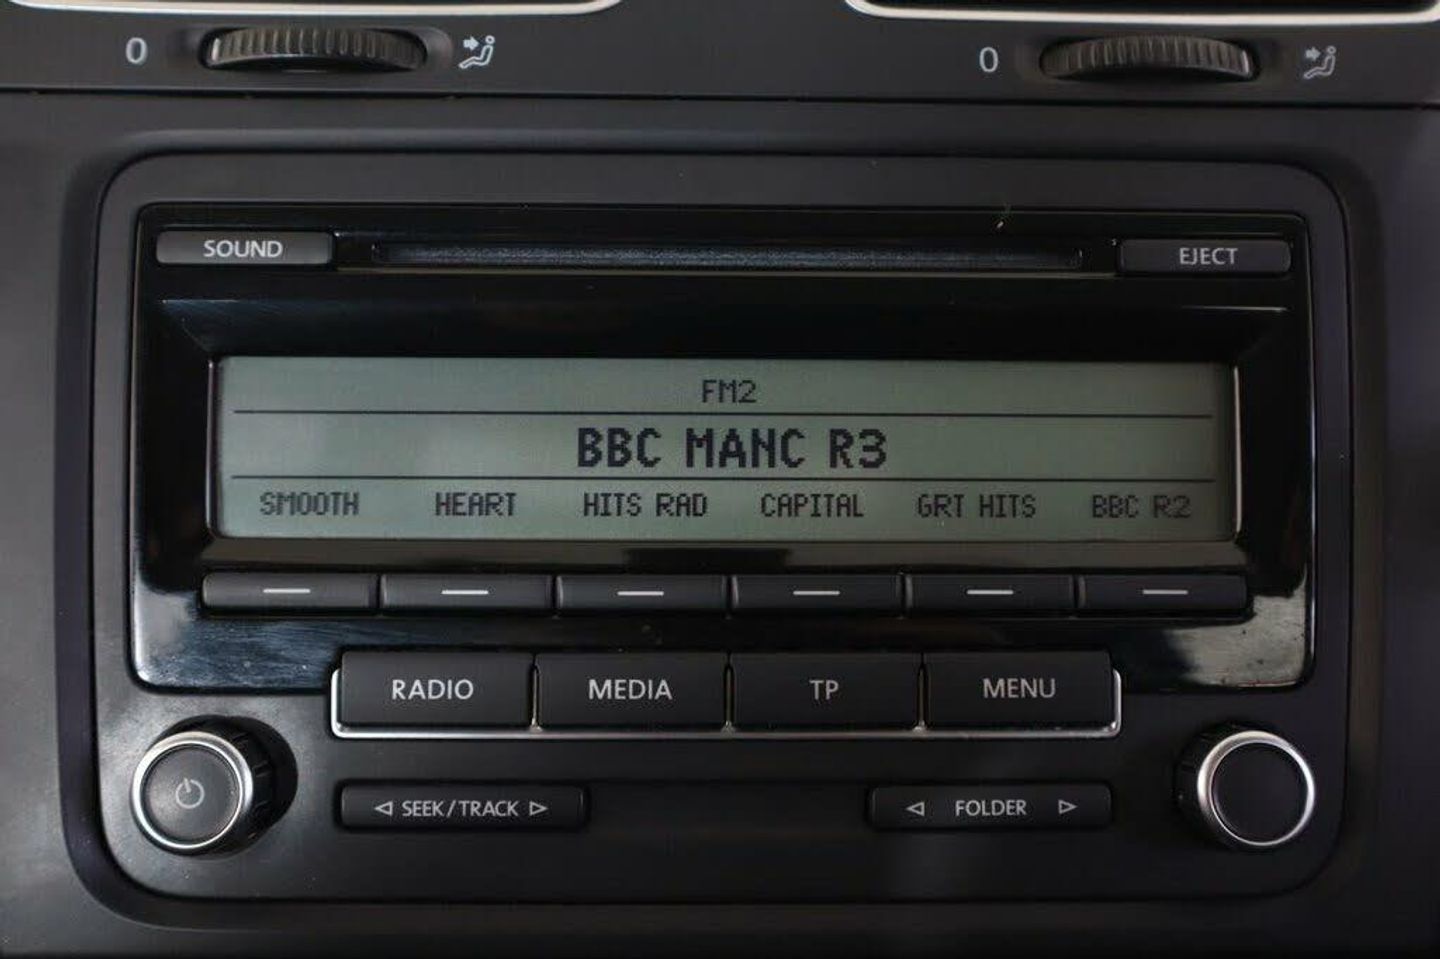 0 0
SOUND EJECT
FM2
BBC MANC R3
SMOOTH HEART HITS RAD CAPITAL GRT HITS BBC R2
RADIO MEDIA TP MENU
SEEK/TRACK FOLDER